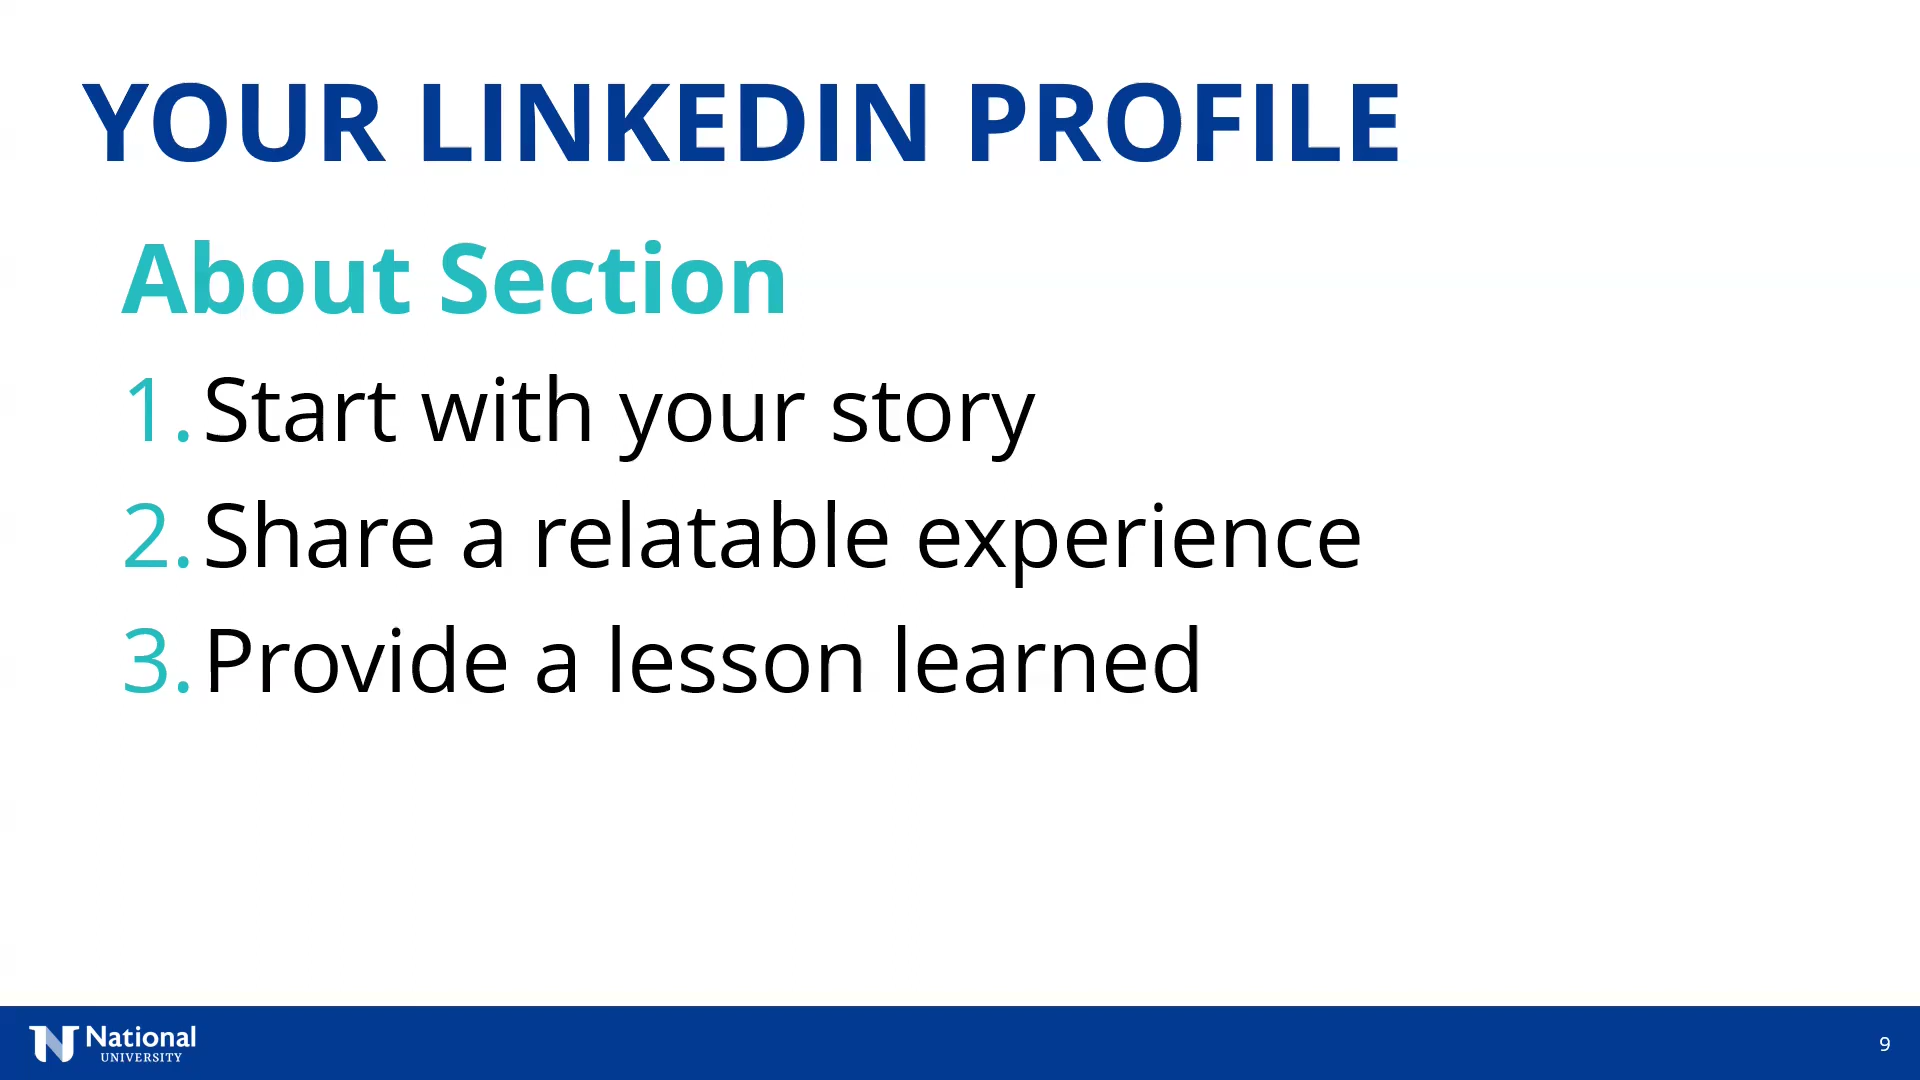 YOUR LINKEDIN PROFILE
About Section
1. Start with your story
2. Share a relatable experience
3. Provide a lesson learned
National
UNIVERSITY
9